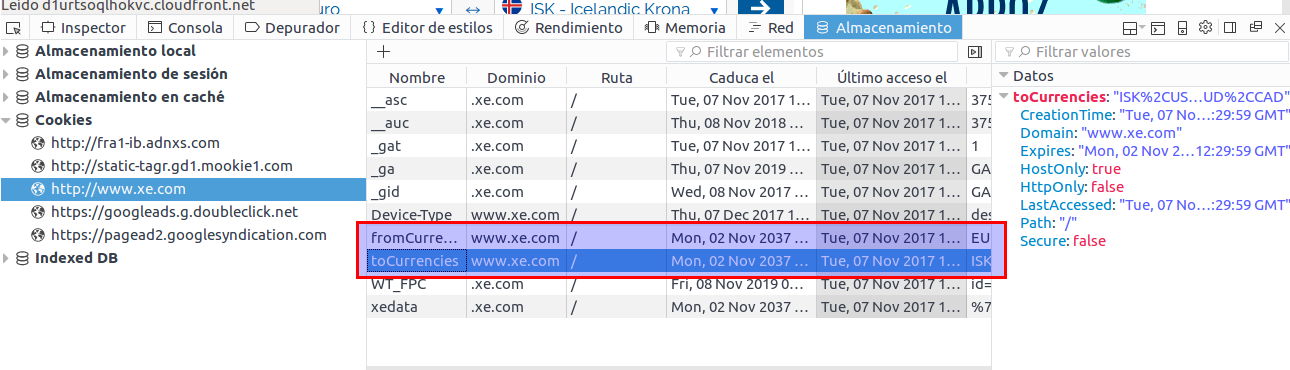 Leido d1urtsoqlhokvc.cloudfront.net
uro ↔ ISK - Icelandic Krona
Inspector Consola Depurador Editor de estilos Rendimiento Memoria Red Almacenamiento
Almacenamiento local
Almacenamiento de sesión
Almacenamiento en caché
Cookies
http://fra1-ib.adnxs.com
http://static-tagr.gd1.mookie1.com
http://www.xe.com
https://googleads.g.doubleclick.net
https://pagead2.googlesyndication.com
Indexed DB
+ Filtrar elementos
Nombre Dominio Ruta Caduca el Último acceso el
__asc .xe.com / Tue, 07 Nov 2017 1... Tue, 07 Nov 2017 1... 375
__auc .xe.com / Thu, 08 Nov 2018 ... Tue, 07 Nov 2017 1... 375
_gat .xe.com / Tue, 07 Nov 2017 1... Tue, 07 Nov 2017 1... 1
_ga .xe.com / Thu, 07 Nov 2019 ... Tue, 07 Nov 2017 1... GA
_gid .xe.com / Wed, 08 Nov 2017 ... Tue, 07 Nov 2017 1... GA
Device-Type www.xe.com / Thu, 07 Dec 2017 1... Tue, 07 Nov 2017 1... des
fromCurre... www.xe.com / Mon, 02 Nov 2037 ... Tue, 07 Nov 2017 1... EU
toCurrencies www.xe.com / Mon, 02 Nov 2037 ... Tue, 07 Nov 2017 1... ISK
WT_FPC .xe.com / Fri, 08 Nov 2019 0... Tue, 07 Nov 2017 1... id=
xedata .xe.com / Mon, 02 Nov 2037 ... Tue, 07 Nov 2017 1... %7
Filtrar valores
Datos
toCurrencies: "ISK%2CUS...UD%2CCAD"
CreationTime: "Tue, 07 No...:29:59 GMT"
Domain: "www.xe.com"
Expires: "Mon, 02 Nov 2...12:29:59 GMT"
HostOnly: true
HttpOnly: false
LastAccessed: "Tue, 07 No...:29:59 GMT"
Path: "/"
Secure: false